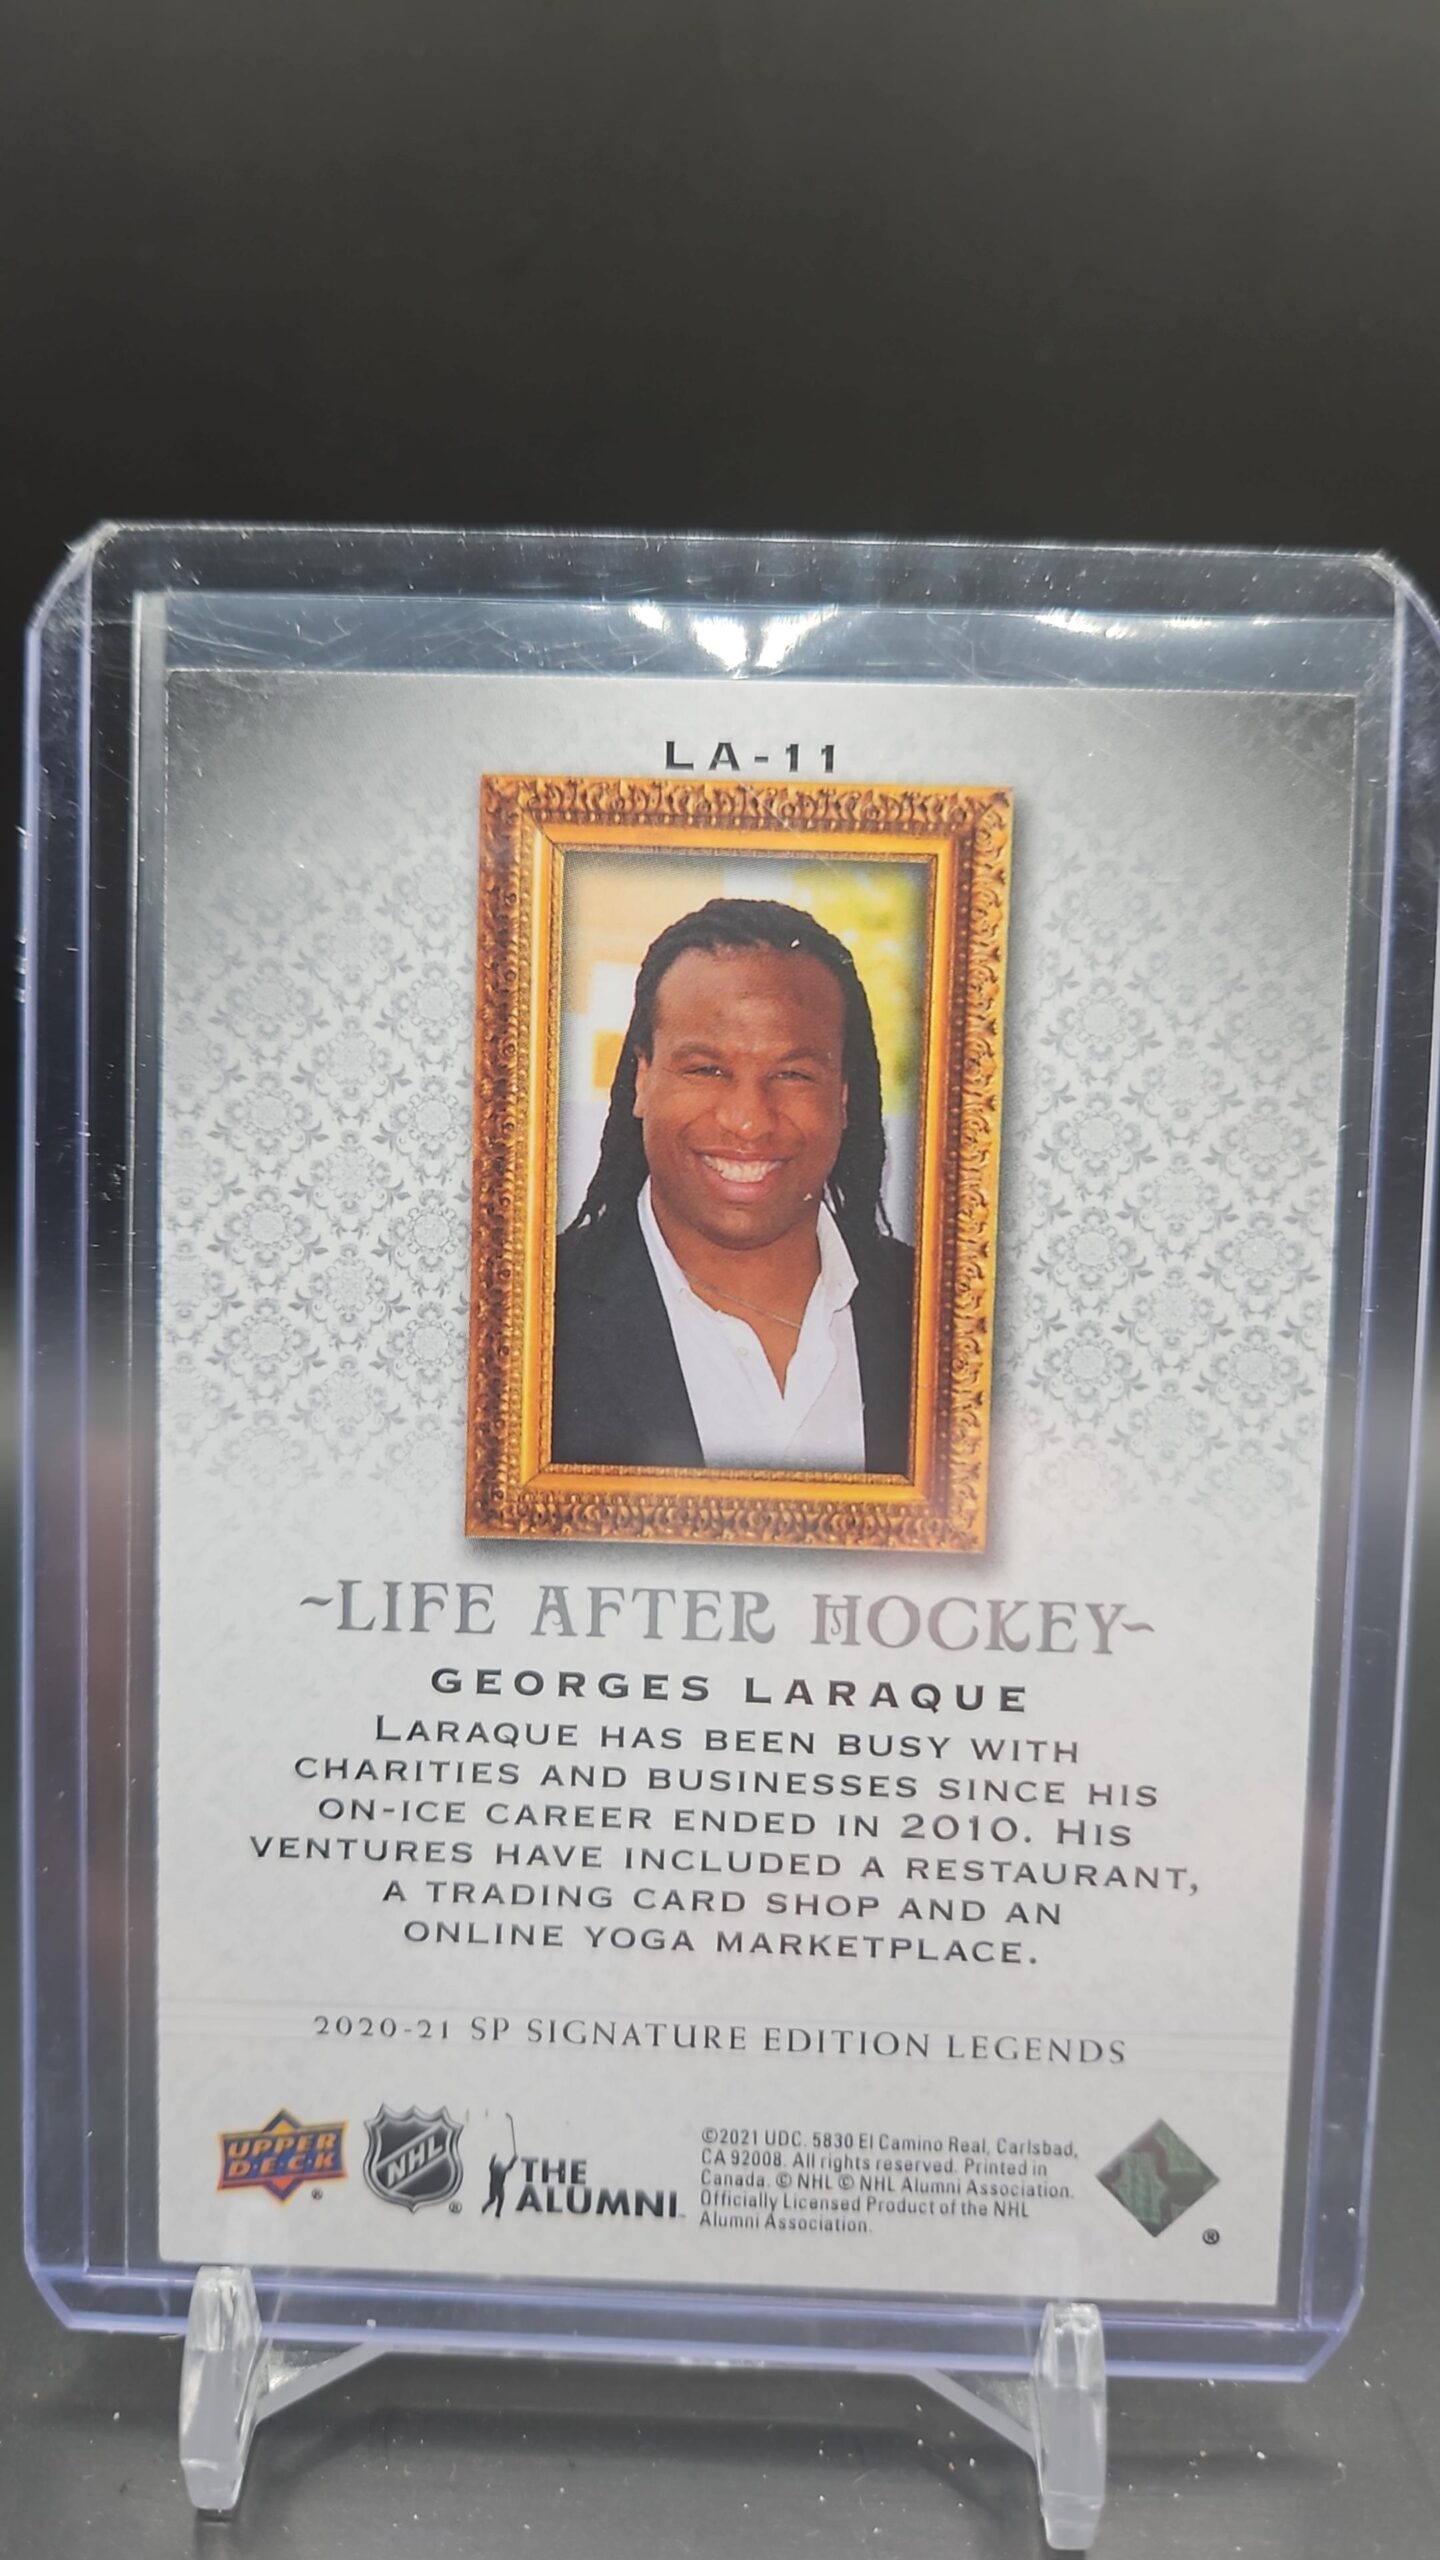 LA-11
~LIFE AFTER HOCKEY~
GEORGES LARAQUE
LARAQUE HAS BEEN BUSY WITH
CHARITIES AND BUSINESSES SINCE HIS
ON-ICE CAREER ENDED IN 2010. HIS
VENTURES HAVE INCLUDED A RESTAURANT,
A TRADING CARD SHOP AND AN
ONLINE YOGA MARKETPLACE.
2020-21 SP SIGNATURE EDITION LEGENDS
UPPER
D·E·C·K
®
NHL
®
THE
ALUMNI
©2021 UDC. 5830 El Camino Real, Carlsbad,
CA 92008. All rights reserved. Printed in
Canada. © NHL © NHL Alumni Association.
Officially Licensed Product of the NHL
Alumni Association.
®